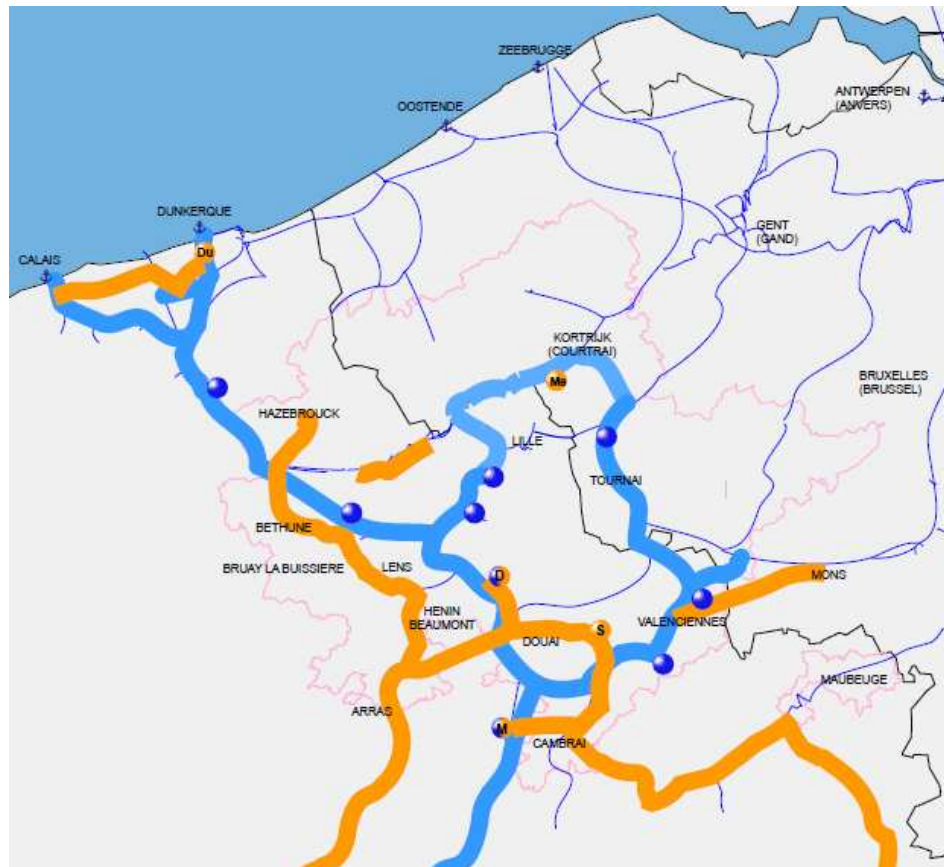 ZEEBRUGGE
ANTWERPEN
(ANVERS)
OOSTENDE
DUNKERQUE
GENT
(GAND)
Du
CALAIS
KORTRIJK
(COURTRAI)
Ma
BRUXELLES
(BRUSSEL)
HAZEBROUCK
LILLE
TOURNAI
BETHUNE
BRUAY LA BUISSIERE
LENS
D
MONS
HENIN
BEAUMONT
VALENCIENNES
S
DOUAI
MAUBEUGE
ARRAS
M
CAMBRAI